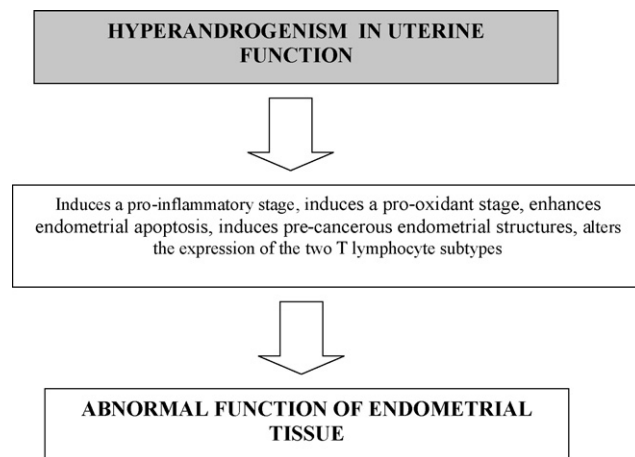 HYPERANDROGENISM IN UTERINE
FUNCTION
Induces a pro-inflammatory stage, induces a pro-oxidant stage, enhances
endometrial apoptosis, induces pre-cancerous endometrial structures, alters
the expression of the two T lymphocyte subtypes
ABNORMAL FUNCTION OF ENDOMETRIAL
TISSUE